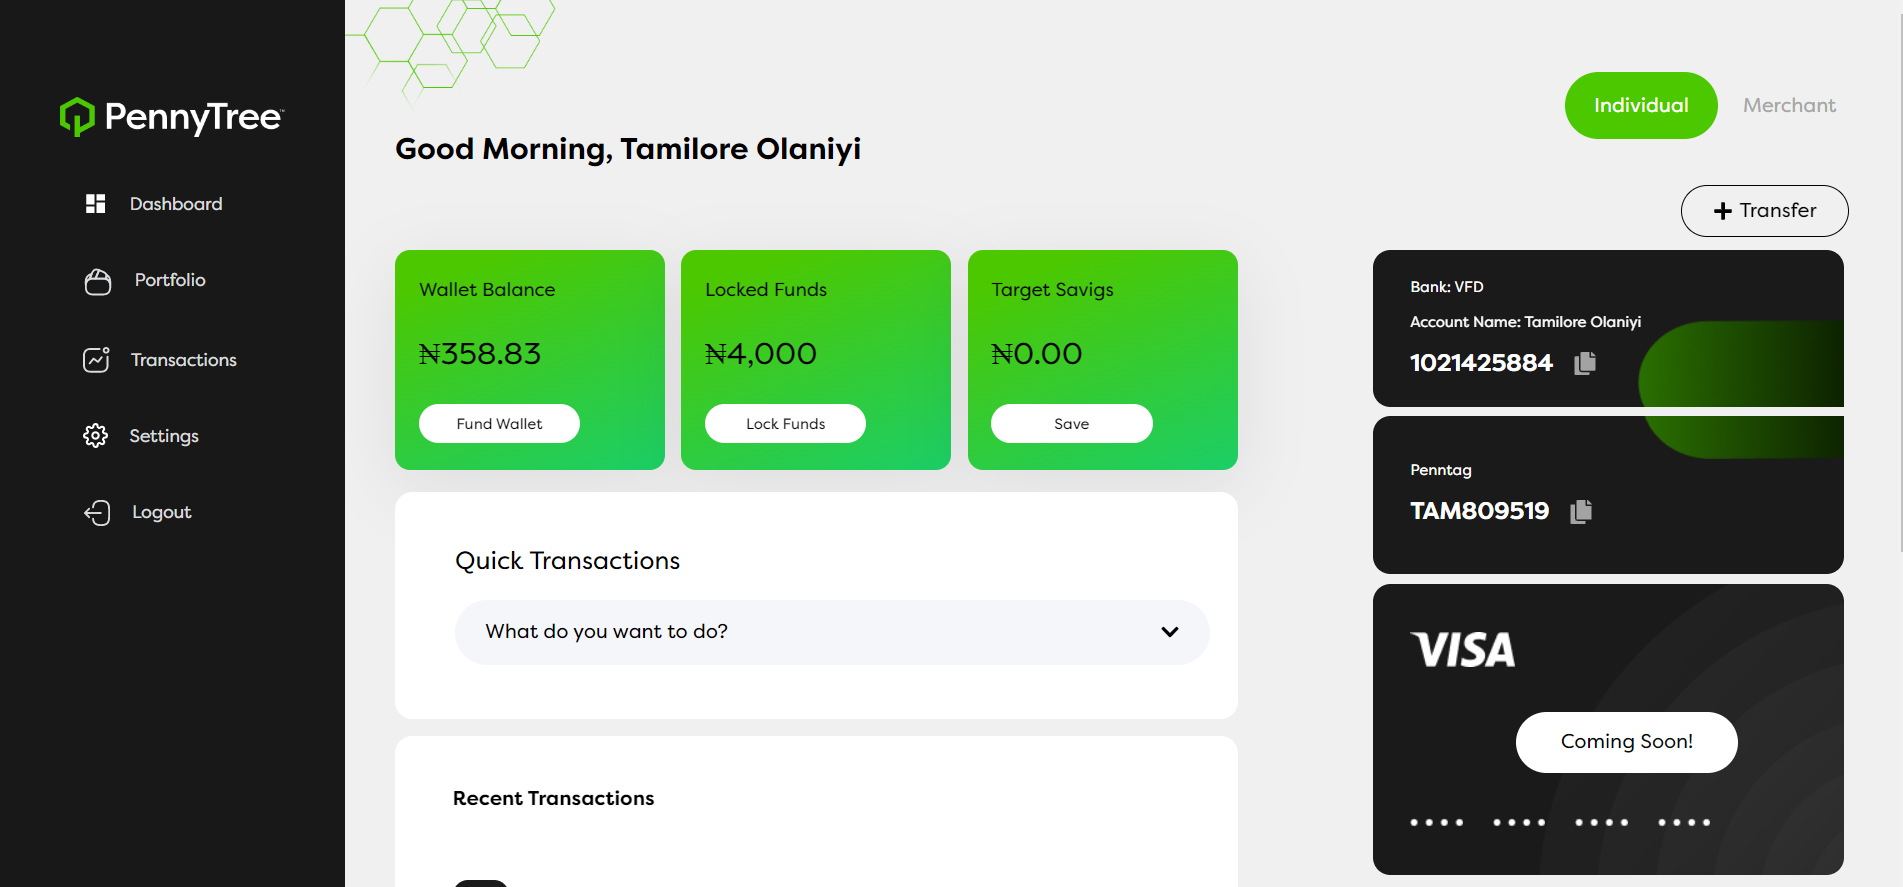 PennyTree™
Dashboard
Portfolio
Transactions
Settings
Logout
Individual
Merchant
Good Morning, Tamilore Olaniyi
+ Transfer
Wallet Balance
₦358.83
Fund Wallet
Locked Funds
₦4,000
Lock Funds
Target Savigs
₦0.00
Save
Quick Transactions
What do you want to do?
Recent Transactions
Bank: VFD
Account Name: Tamilore Olaniyi
1021425884
Penntag
TAM809519
VISA
Coming Soon!